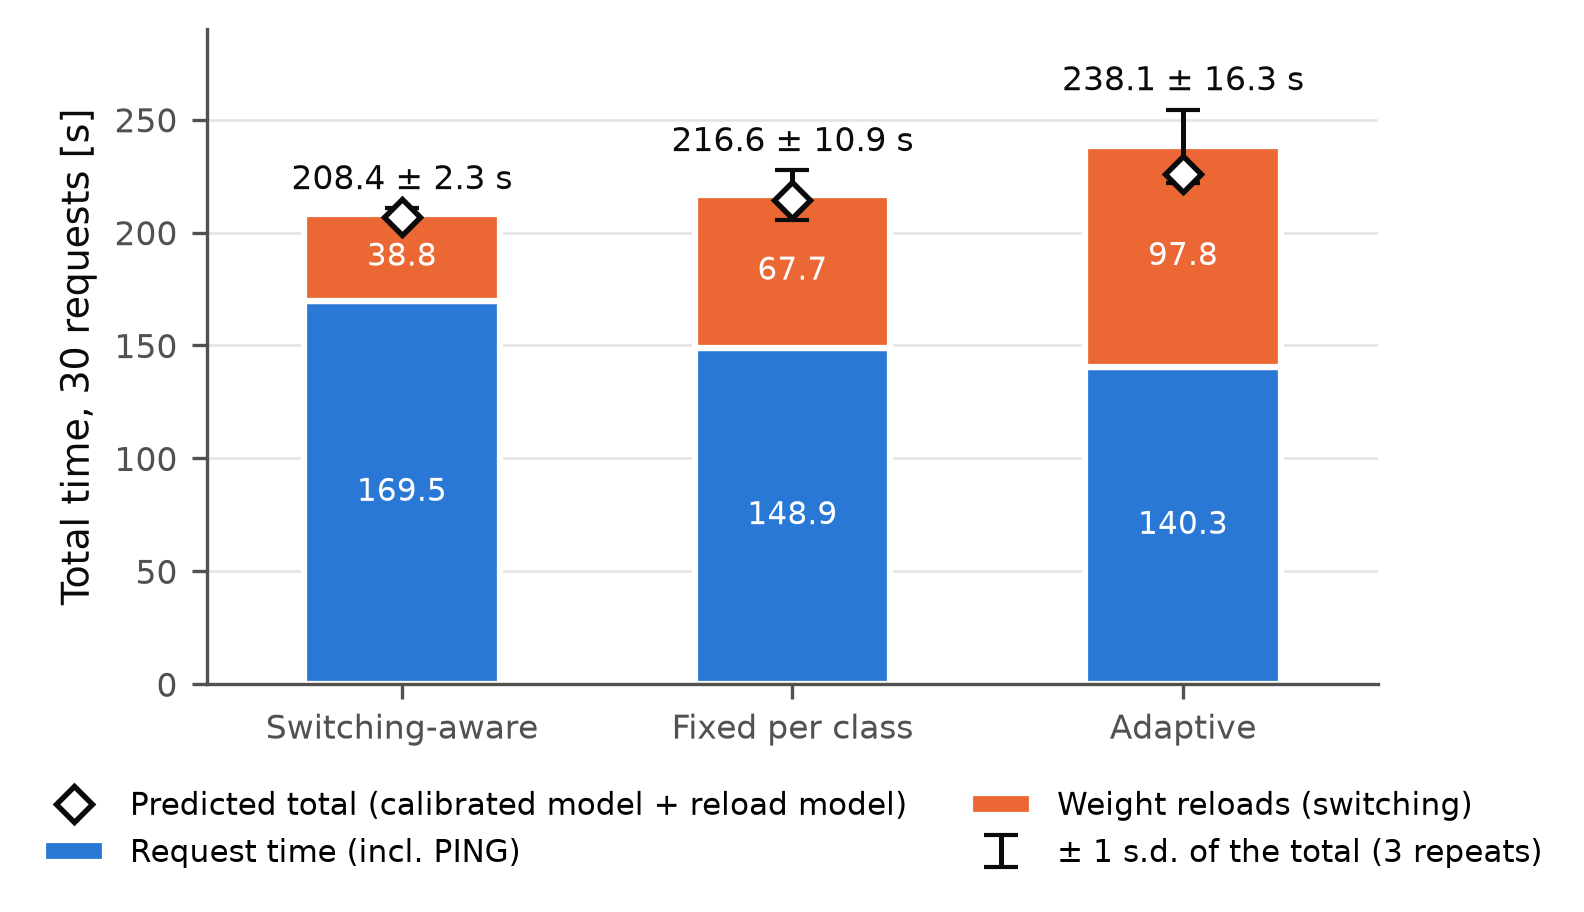 Total time, 30 requests [s]
250
200
150
100
50
0
208.4 ± 2.3 s
216.6 ± 10.9 s
238.1 ± 16.3 s
38.8
67.7
97.8
169.5
148.9
140.3
Switching-aware
Fixed per class
Adaptive
Predicted total (calibrated model + reload model)
Request time (incl. PING)
Weight reloads (switching)
± 1 s.d. of the total (3 repeats)